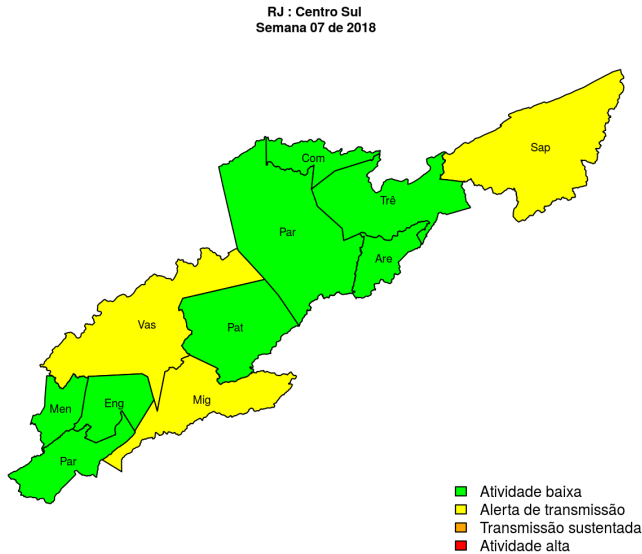 RJ : Centro Sul
Semana 07 de 2018
Sap
Com
Trê
Par
Are
Vas
Pat
Mig
Men
Eng
Par
Atividade baixa
Alerta de transmissão
Transmissão sustentada
Atividade alta